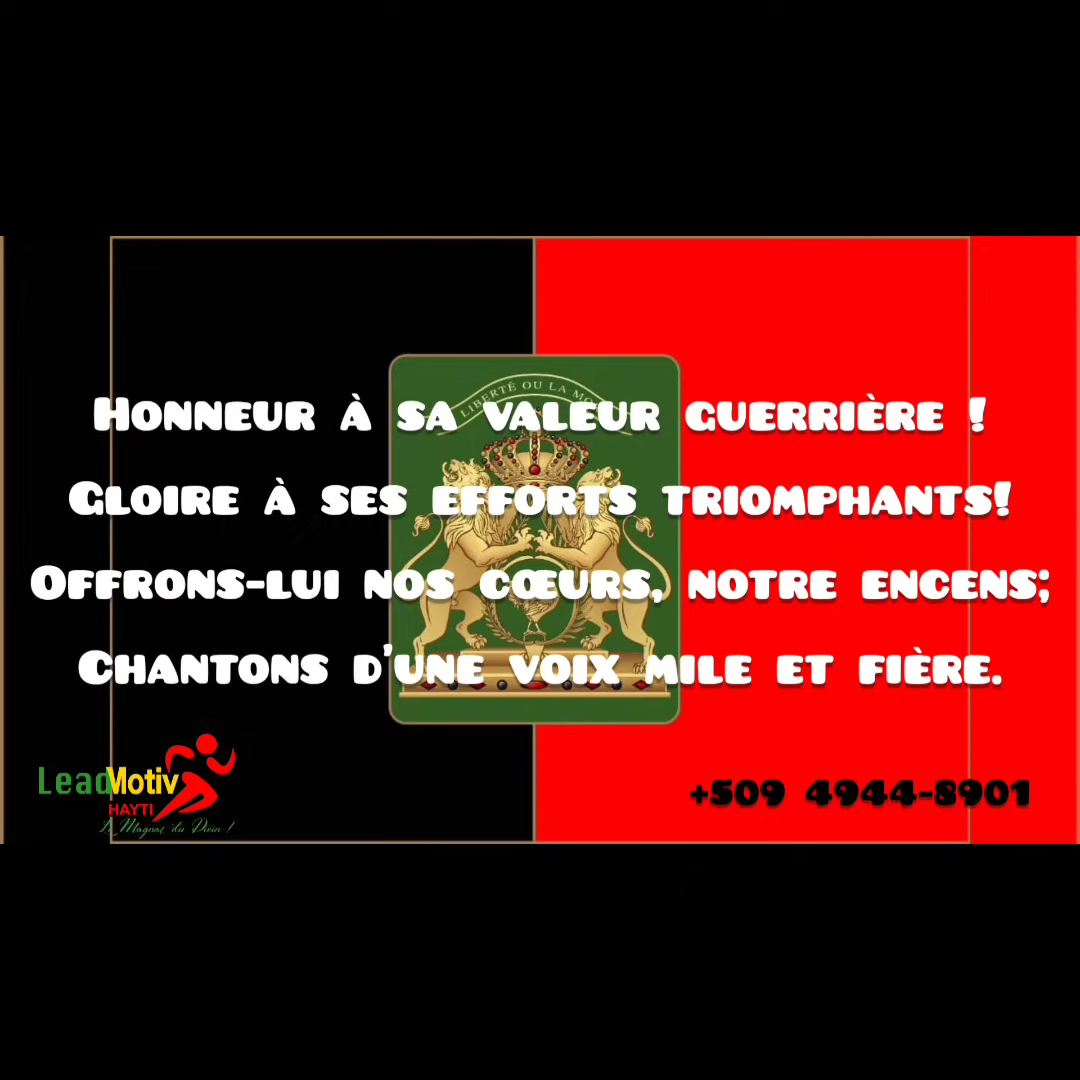 LIBERTÉ OU LA MO
Honneur à sa valeur guerrière !
Gloire à ses efforts triomphants!
Offrons-lui nos cœurs, notre encens;
Chantons d'une voix mile et fière.
LeadMotiv
HAYTI
+509 4944-8901